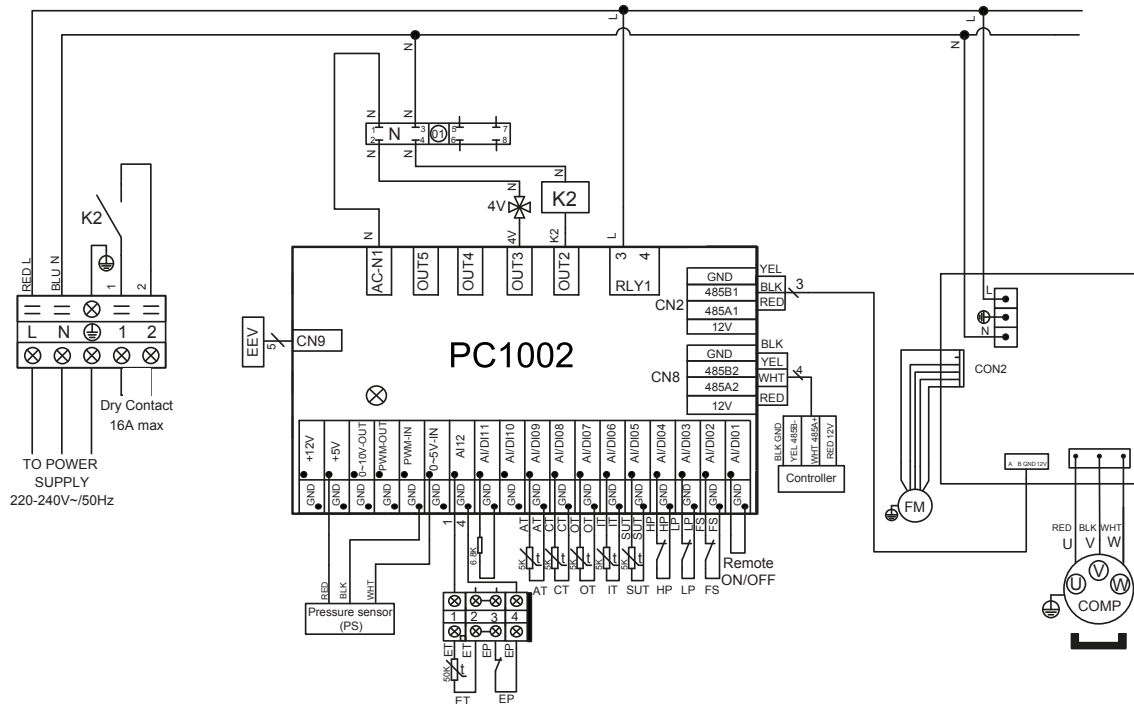 L
L
N
N
N
N
1
3
5
7
N
01
2
4
6
8
N
N
N
N
K2
4V
K2
RED L
BLU N
1
2
N
4V
K2
L
L N 1 2
Dry Contact
16A max
TO POWER
SUPPLY
220-240V~/50Hz
AC-N1
OUT5
OUT4
OUT3
OUT2
3 4
RLY1
EEV
5
CN9
PC1002
CN2
GND
485B1
485A1
12V
YEL
BLK
RED
3
CN8
GND
485B2
485A2
12V
BLK
YEL
WHT
RED
4
BLK GND
YEL 485B-
WHT 485A+
RED 12V
Controller
L
N
CON2
FM
A B GND 12V
RED BLK WHT
U V W
U V W
COMP
+12V
+5V
0~10V-OUT
PWM-OUT
PWM-IN
0~5V-IN
AI12
AI/DI11
AI/DI10
AI/DI09
AI/DI08
AI/DI07
AI/DI06
AI/DI05
AI/DI04
AI/DI03
AI/DI02
AI/DI01
GND GND GND GND GND GND GND GND GND GND GND GND GND GND GND GND GND GND
1
4
6.8K
AT AT CT CT OT OT IT IT SUT SUT HP HP LP LP FS FS
5K t 5K t 5K t 5K t 5K t
AT CT OT IT SUT HP LP FS
Remote
ON/OFF
RED
BLK
WHT
Pressure sensor
(PS)
1 2 3 4
ET ET EP EP
50K t
ET EP